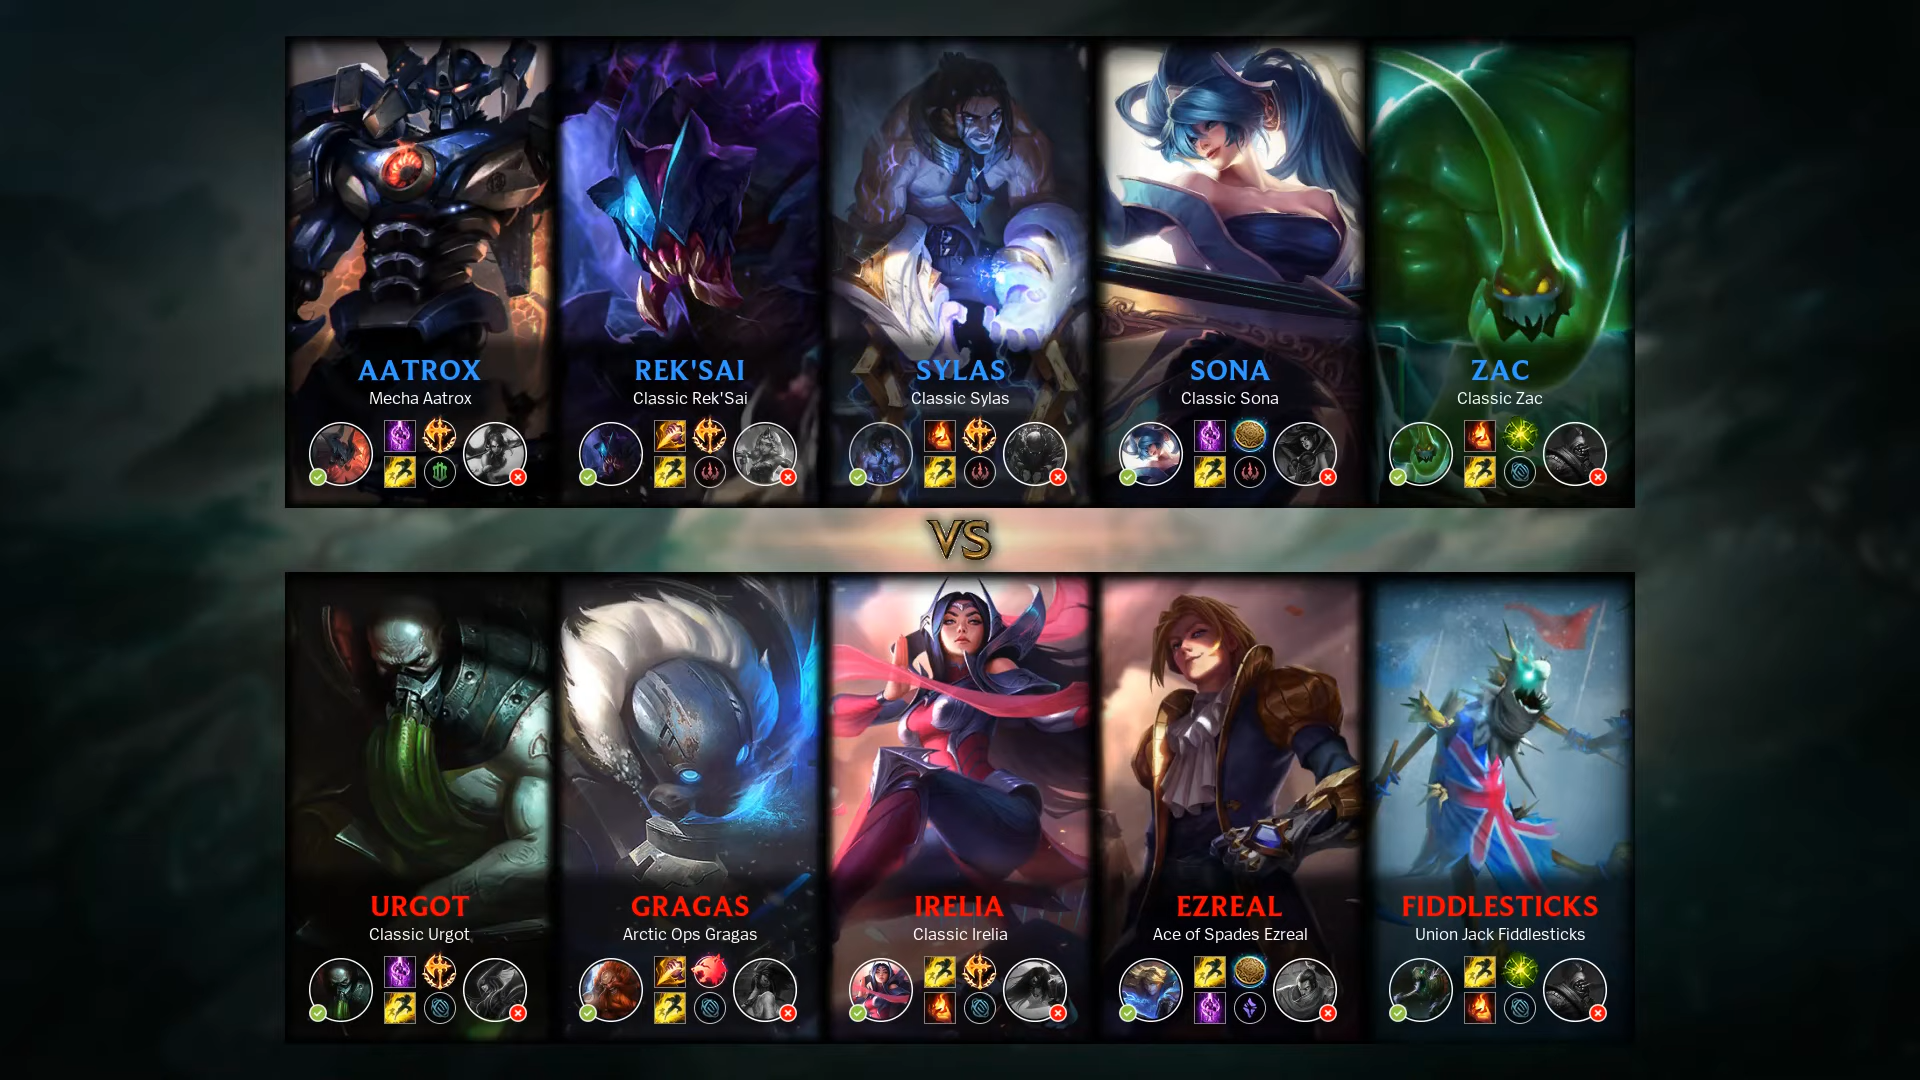 AATROX
Mecha Aatrox
REK'SAI
Classic Rek'Sai
SYLAS
Classic Sylas
SONA
Classic Sona
ZAC
Classic Zac
VS
URGOT
Classic Urgot
GRAGAS
Arctic Ops Gragas
IRELIA
Classic Irelia
EZREAL
Ace of Spades Ezreal
FIDDLESTICKS
Union Jack Fiddlesticks